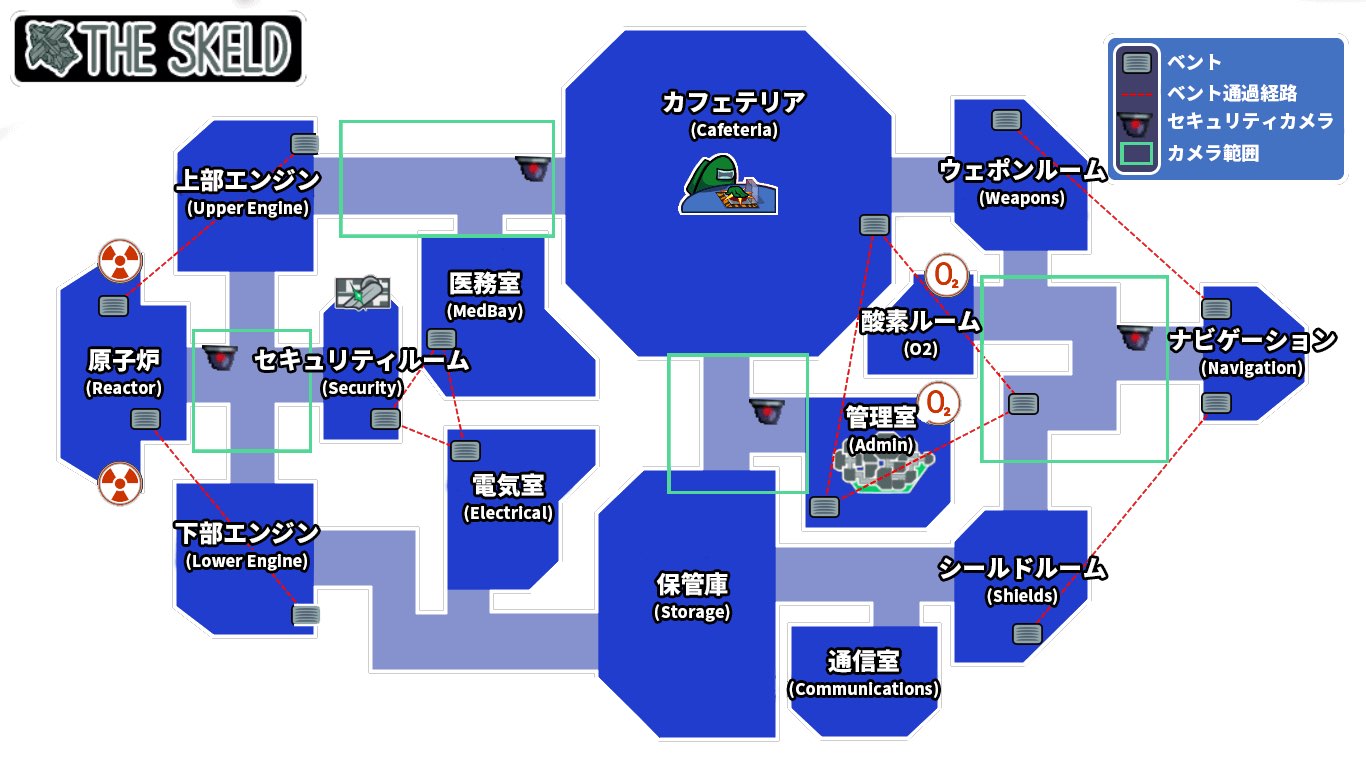 THE SKELD
ベント
ベント通過経路
セキュリティカメラ
カメラ範囲
カフェテリア
(Cafeteria)
上部エンジン
(Upper Engine)
ウェポンルーム
(Weapons)
医務室
(MedBay)
O2
酸素ルーム
(O2)
原子炉
(Reactor)
セキュリティルーム
(Security)
ナビゲーション
(Navigation)
O2
管理室
(Admin)
電気室
(Electrical)
下部エンジン
(Lower Engine)
保管庫
(Storage)
シールドルーム
(Shields)
通信室
(Communications)